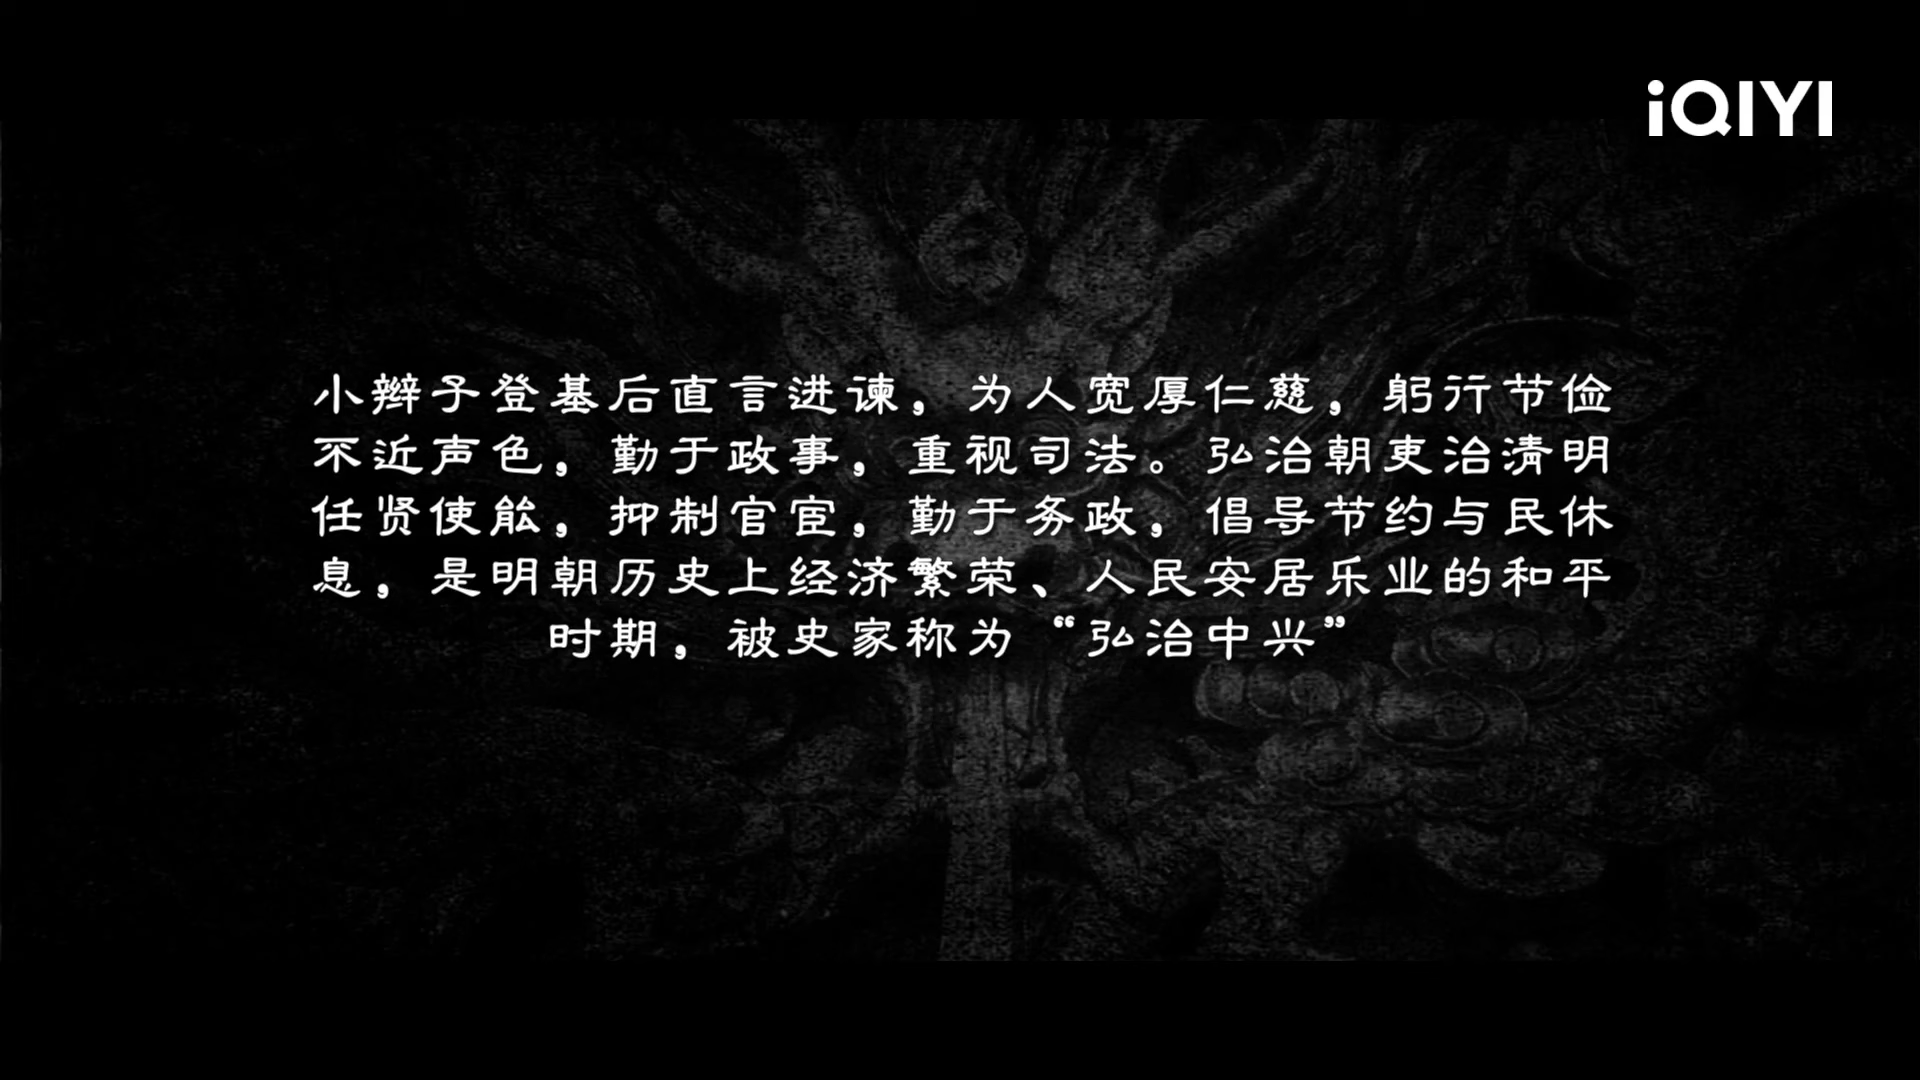 iQIYI
小辫子登基后直言进谏，为人宽厚仁慈，躬行节俭
不近声色，勤于政事，重视司法。弘治朝吏治清明
任贤使能，抑制官宦，勤于务政，倡导节约与民休
息，是明朝历史上经济繁荣、人民安居乐业的和平
时期，被史家称为“弘治中兴”